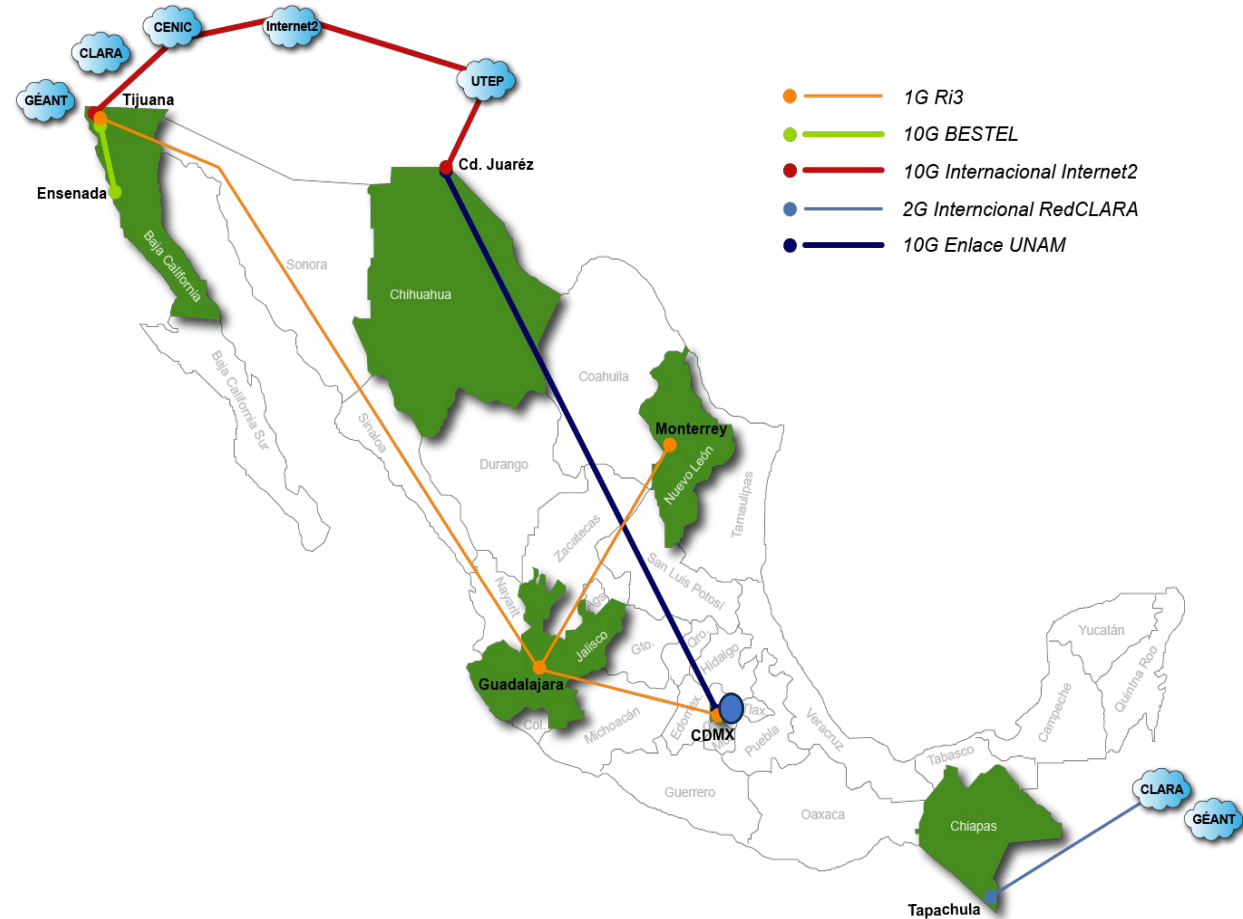 CENIC
Internet2
CLARA
UTEP
GÉANT
Tijuana
1G Ri3
10G BESTEL
10G Internacional Internet2
2G Interncional RedCLARA
10G Enlace UNAM
Cd. Juaréz
Ensenada
Baja California
Sonora
Chihuahua
Baja California Sur
Sinaloa
Coahuila
Durango
Monterrey
Nuevo León
Tamaulipas
Zacatecas
San Luis Potosí
Nayarit
Ags.
Jalisco
Gto.
Qro.
Hidalgo
Guadalajara
Col.
Michoacán
Edomex
CDMX
Tlax.
Puebla
Veracruz
Guerrero
Oaxaca
Tabasco
Campeche
Yucatán
Quintna Roo
Chiapas
CLARA
GÉANT
Tapachula